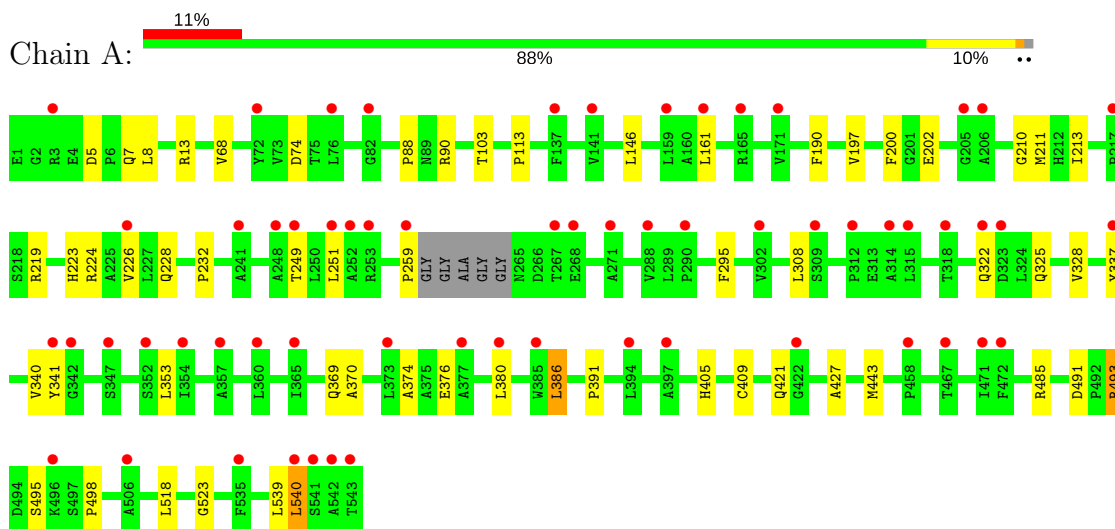 11%
Chain A:
88%
10%
••
E1 G2 R3 E4 D5 P6 Q7 L8 R13 V68 Y72 V73 D74 T75 L76 G82 P88 N89 R90 T103 P113 F137 V141 L146 L159 A160 L161 R165 V171 F190 V197 F200 G201 E202 G205 A206 G210 M211 H212 I213 R217
S218 R219 H223 R224 A225 V226 L227 Q228 P232 A241 A248 T249 L250 L251 A252 R253 P259 GLY GLY ALA GLY GLY N265 D266 T267 E268 A271 V288 L289 P290 F295 V302 L308 S309 P312 E313 A314 L315 T318 Q322 D323 L324 Q325 V328 Y337
V340 Y341 G342 S347 S352 L353 I354 A357 L360 I365 Q369 A370 L373 A374 A375 E376 A377 L380 W385 L386 P391 L394 A397 H405 C409 Q421 G422 A427 M443 P458 T467 I471 F472 R485 D491 P492 R493
D494 S495 K496 S497 P498 A506 L518 G523 F535 L539 L540 S541 A542 T543